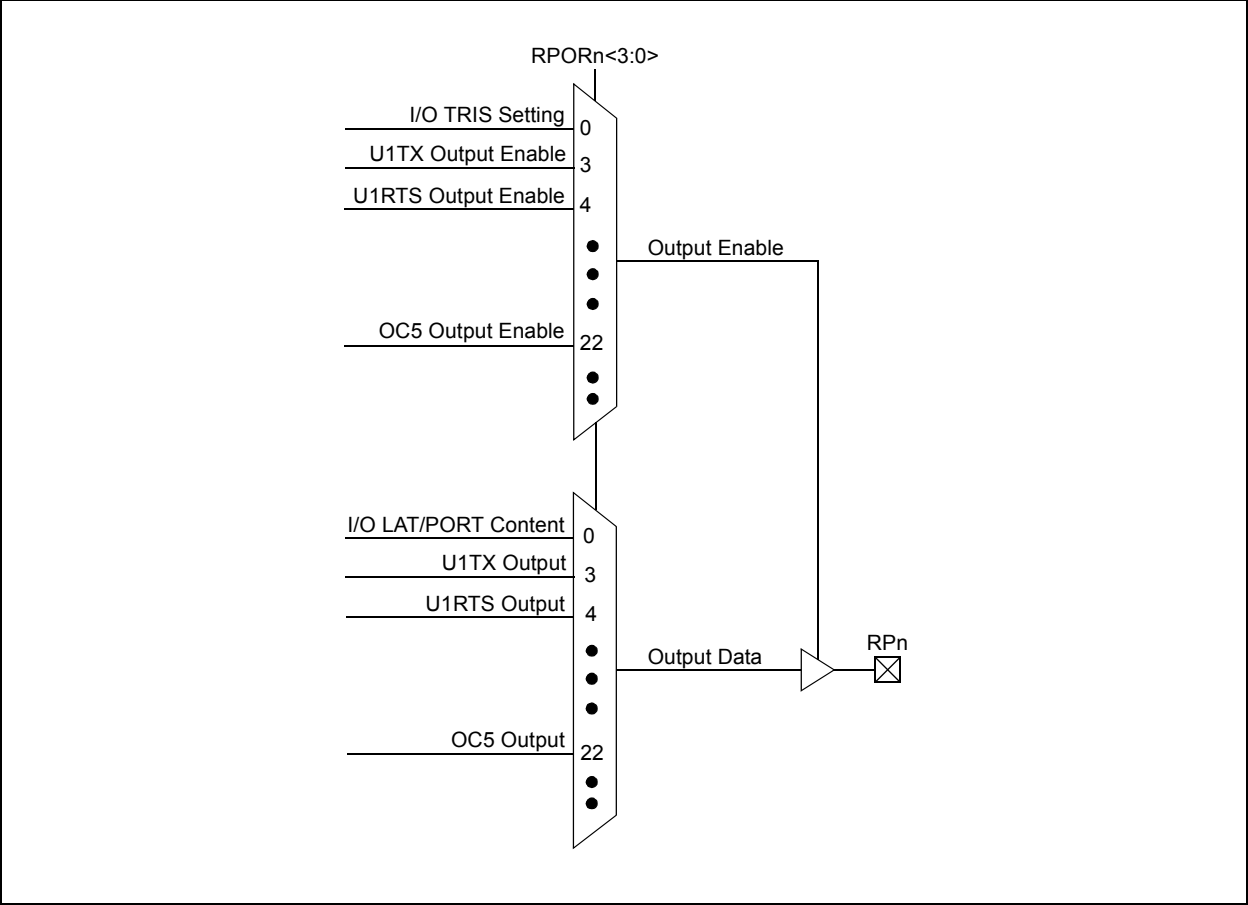 RPORn<3:0>
I/O TRIS Setting
0
U1TX Output Enable
3
U1RTS Output Enable
4
Output Enable
OC5 Output Enable
22
I/O LAT/PORT Content
0
U1TX Output
3
U1RTS Output
4
RPn
Output Data
OC5 Output
22